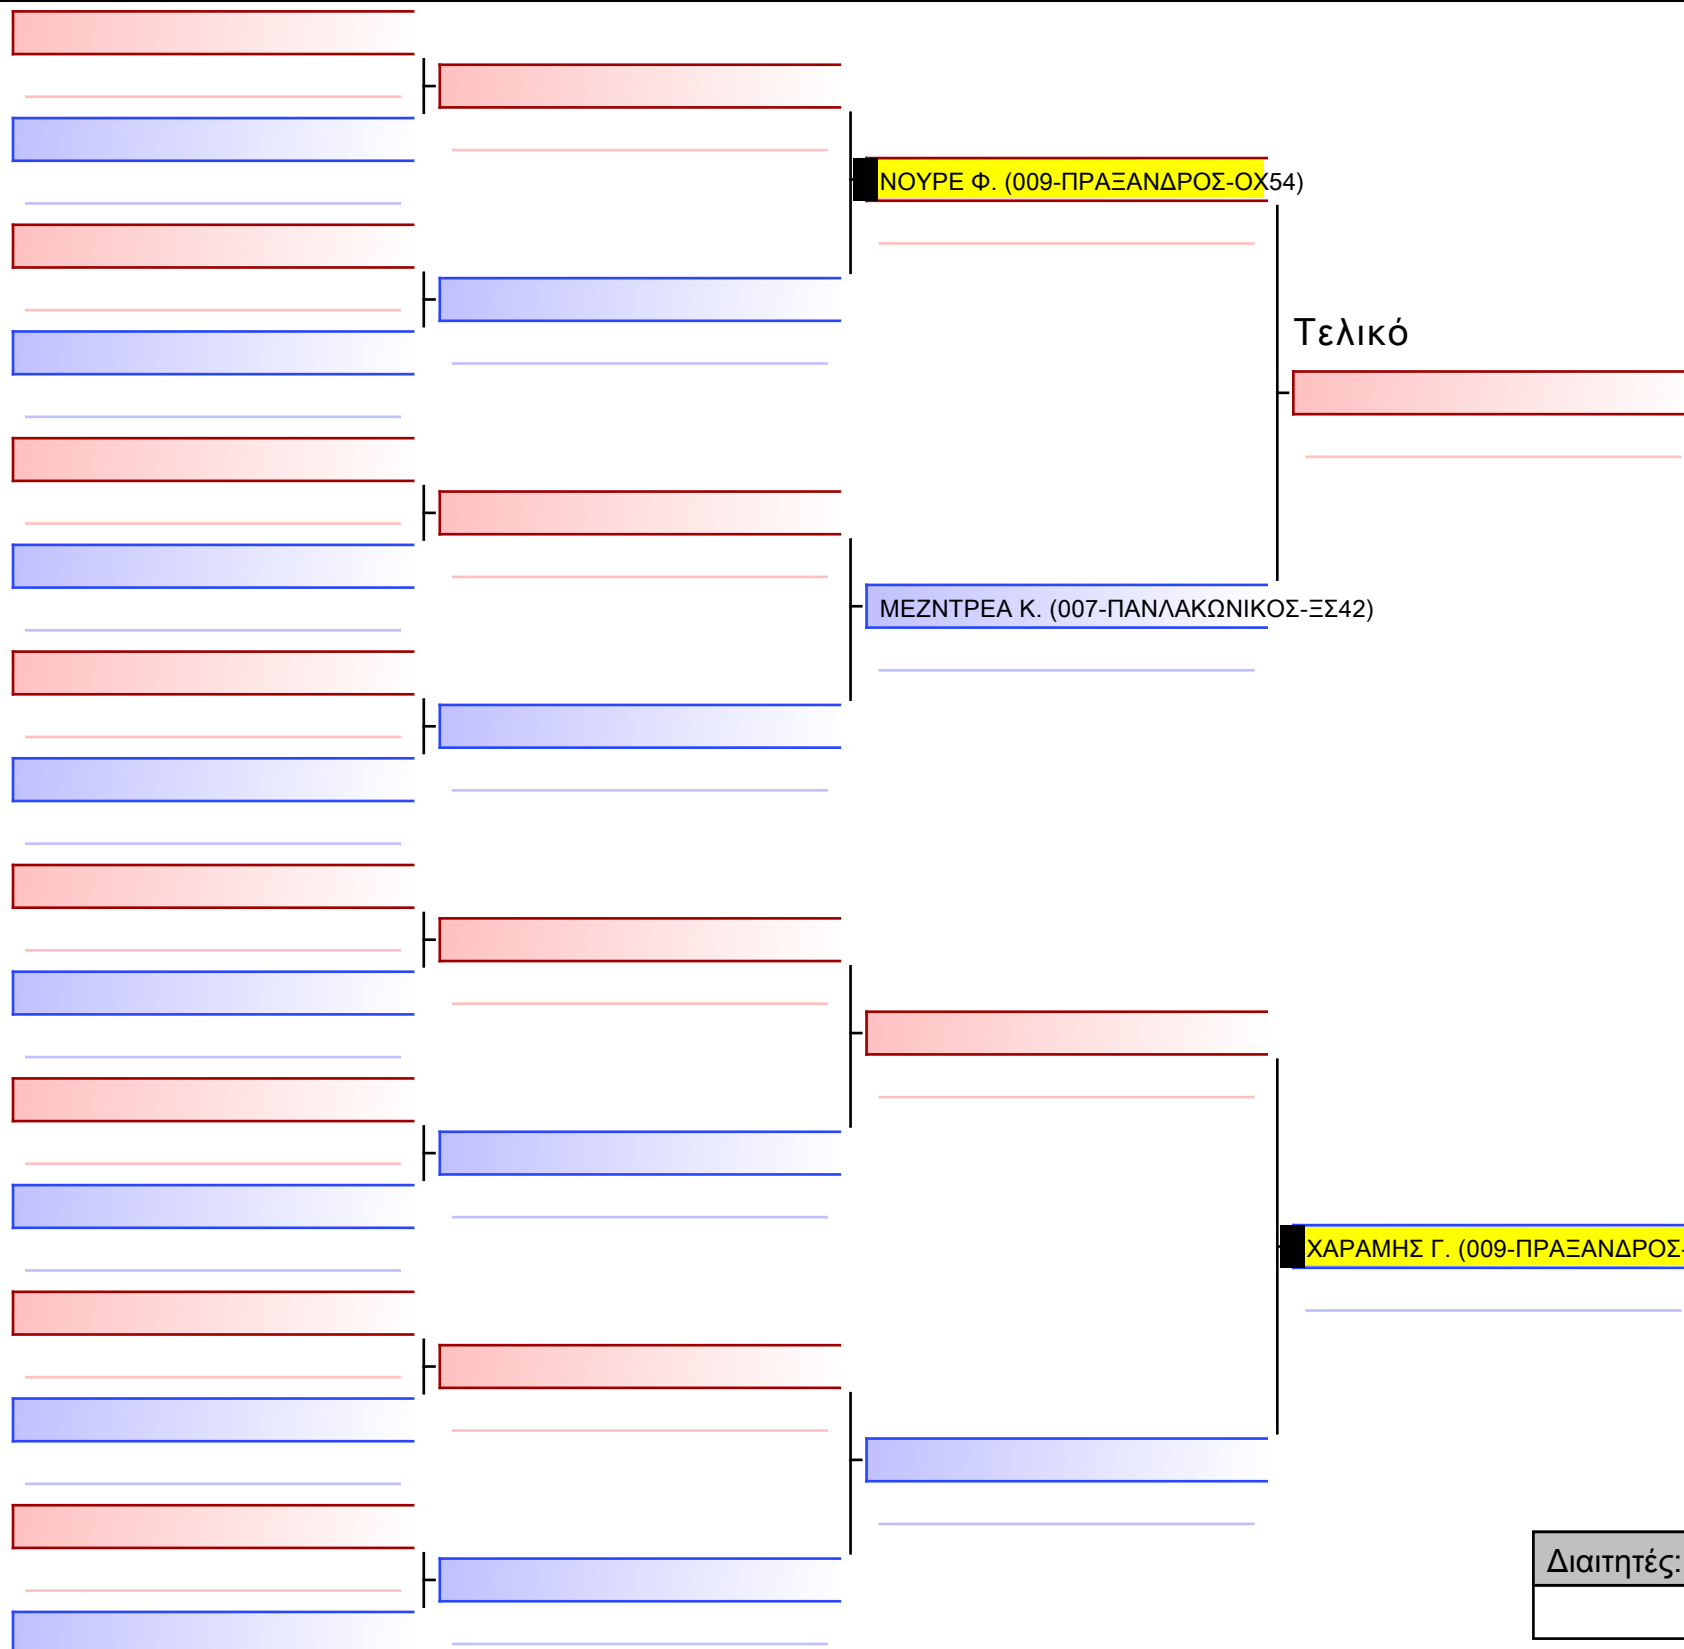 ΝΟΥΡΕ Φ. (009-ΠΡΑΞΑΝΔΡΟΣ-ΟΧ54)
Τελικό
ΜΕΖΝΤΡΕΑ Κ. (007-ΠΑΝΛΑΚΩΝΙΚΟΣ-ΞΣ42)
ΧΑΡΑΜΗΣ Γ. (009-ΠΡΑΞΑΝΔΡΟΣ-
Διαιτητές: